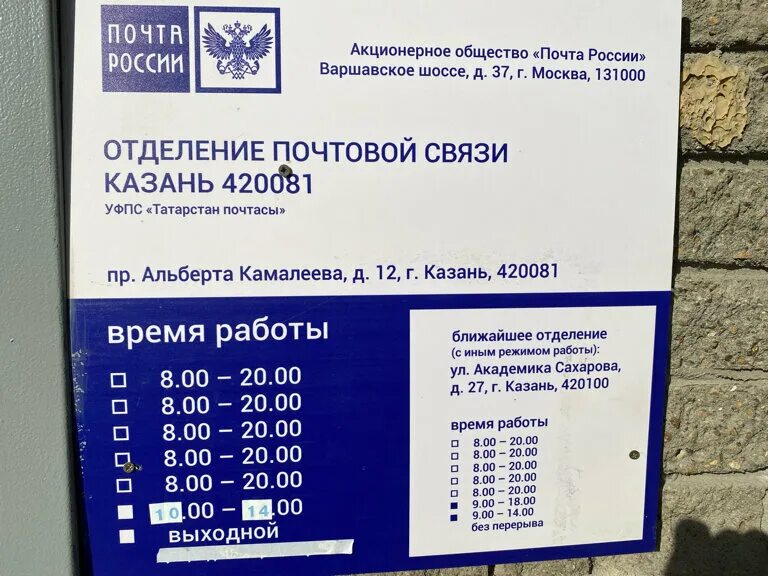 ПОЧТА
РОССИИ
Акционерное общество «Почта России»
Варшавское шоссе, д. 37, г. Москва, 131000
ОТДЕЛЕНИЕ ПОЧТОВОЙ СВЯЗИ
КАЗАНЬ 420081
УФПС «Татарстан почтасы»
пр. Альберта Камалеева, д. 12, г. Казань, 420081
время работы
8.00 – 20.00
8.00 – 20.00
8.00 – 20.00
8.00 – 20.00
8.00 – 20.00
10.00 – 14.00
выходной
ближайшее отделение
(с иным режимом работы):
ул. Академика Сахарова,
д. 27, г. Казань, 420100
время работы
8.00 – 20.00
8.00 – 20.00
8.00 – 20.00
8.00 – 20.00
8.00 – 20.00
9.00 – 18.00
9.00 – 14.00
без перерыва